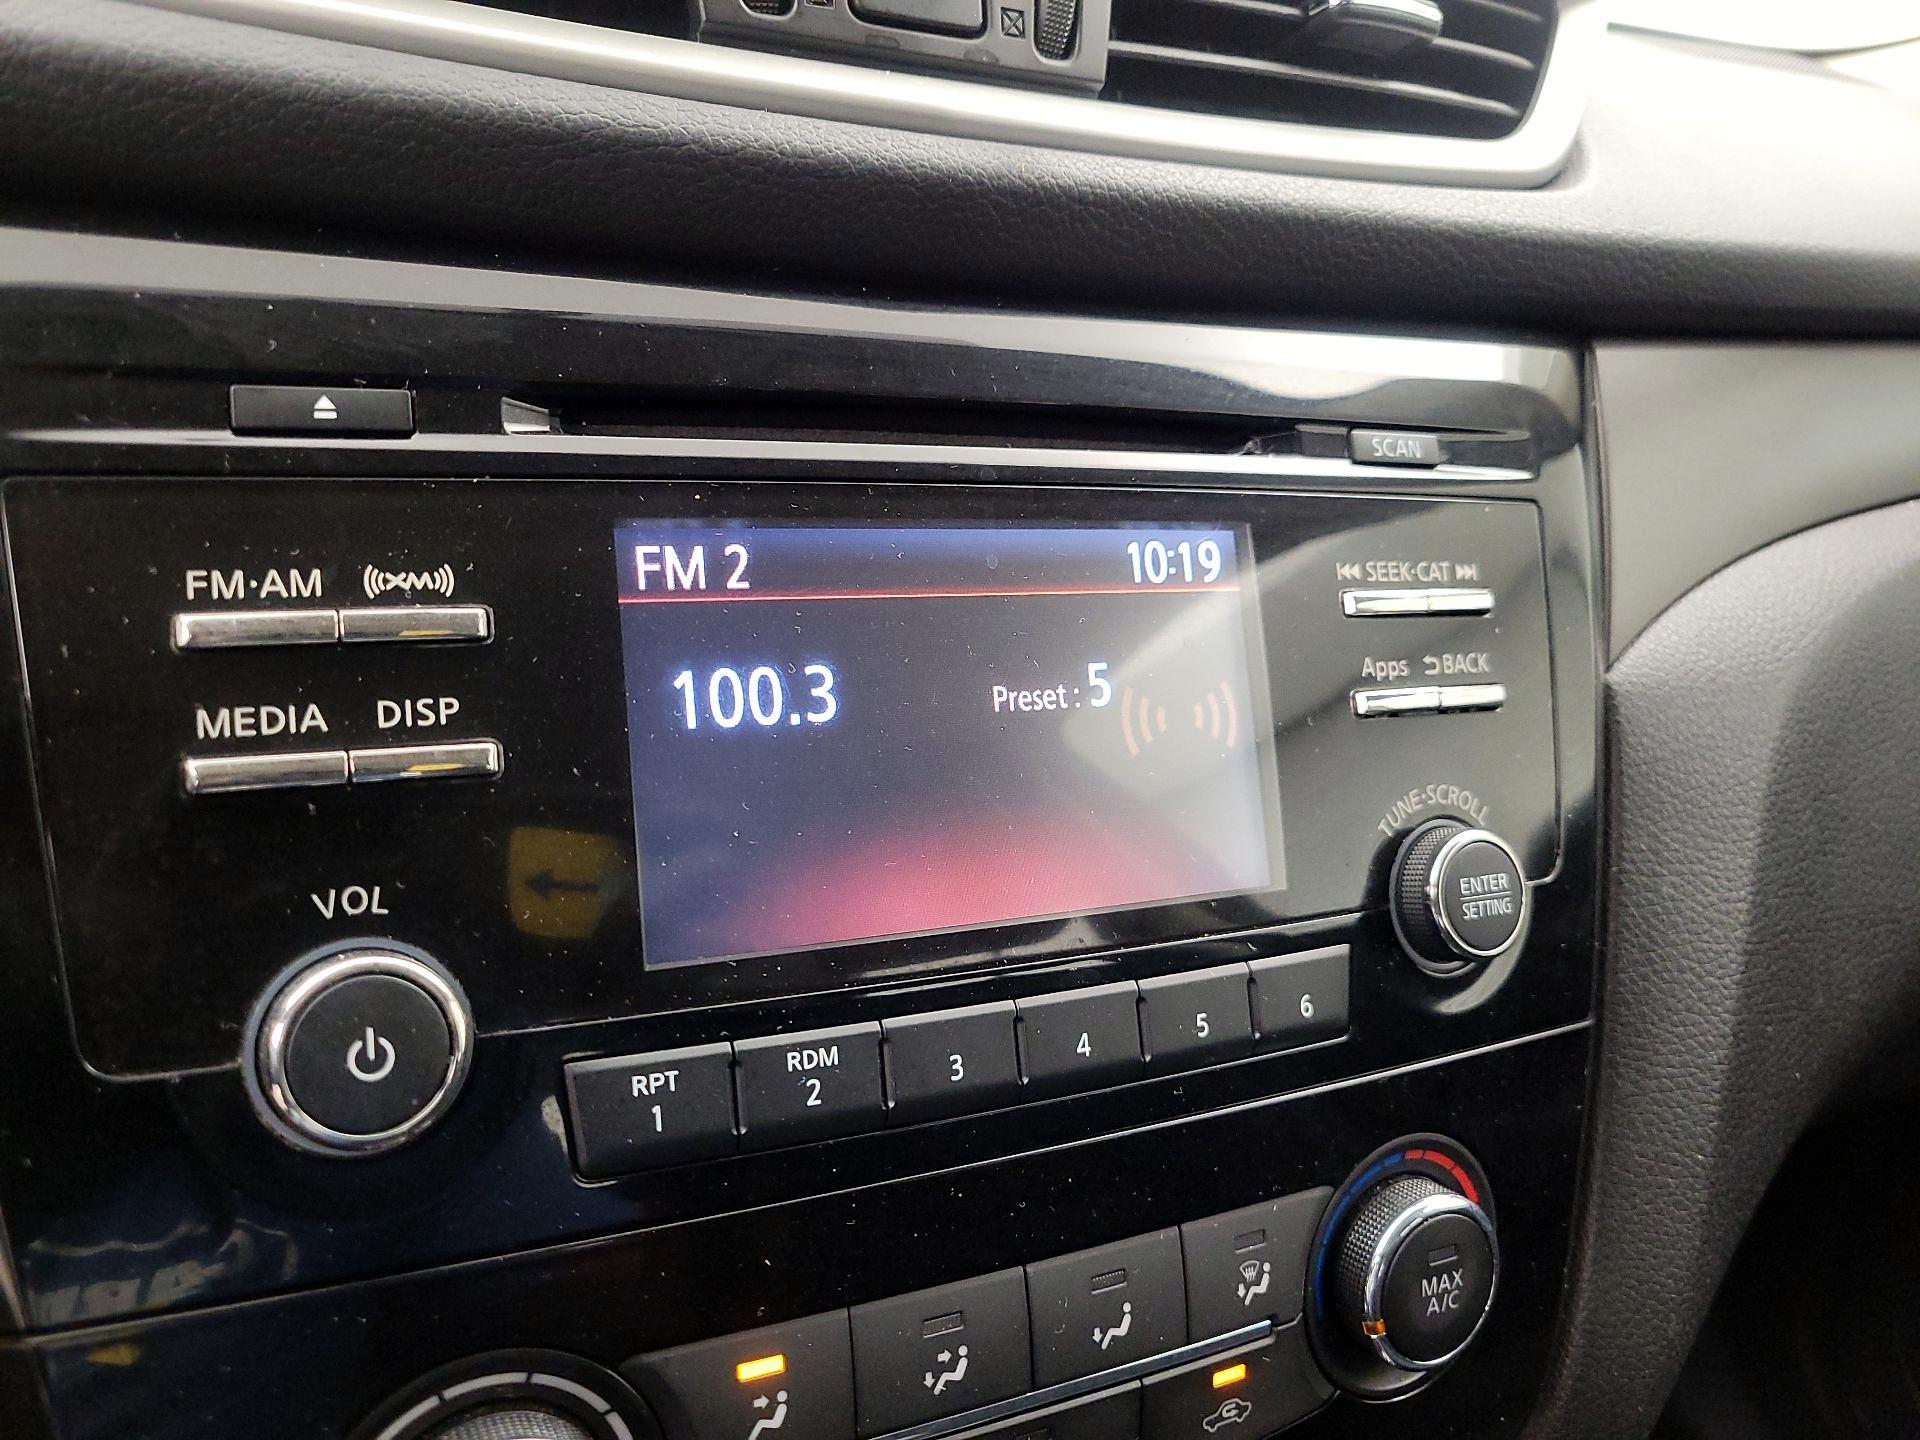 SCAN
FM·AM XM
FM 2 10:19
SEEK·CAT
100.3 Preset: 5
Apps BACK
MEDIA DISP
TUNE·SCROLL
ENTER
SETTING
VOL
RPT
1
RDM
2
3
4
5
6
MAX
A/C